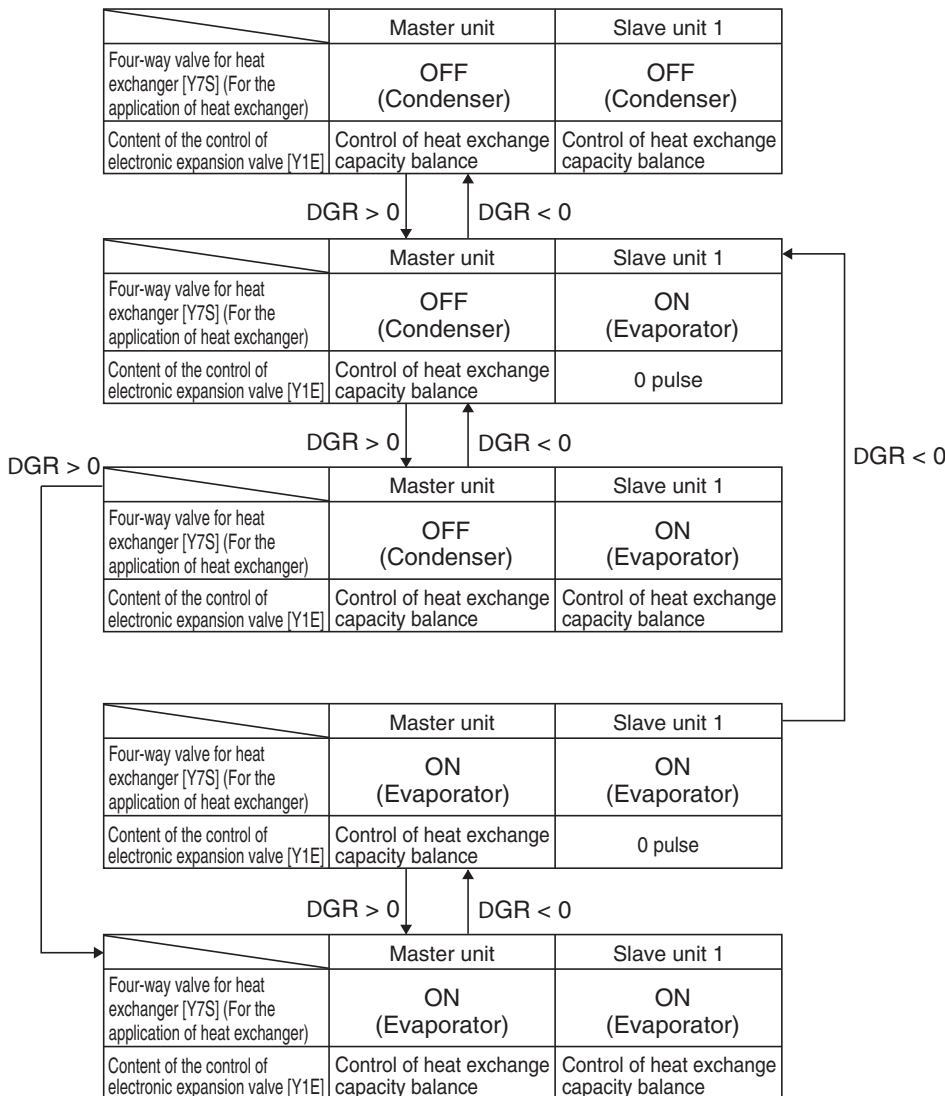 Master unit
Slave unit 1
Four-way valve for heat
exchanger [Y7S] (For the
application of heat exchanger)
OFF
(Condenser)
OFF
(Condenser)
Content of the control of
electronic expansion valve [Y1E]
Control of heat exchange
capacity balance
Control of heat exchange
capacity balance
DGR > 0
DGR < 0
Master unit
Slave unit 1
Four-way valve for heat
exchanger [Y7S] (For the
application of heat exchanger)
OFF
(Condenser)
ON
(Evaporator)
Content of the control of
electronic expansion valve [Y1E]
Control of heat exchange
capacity balance
0 pulse
DGR > 0
DGR < 0
DGR > 0
DGR < 0
Master unit
Slave unit 1
Four-way valve for heat
exchanger [Y7S] (For the
application of heat exchanger)
OFF
(Condenser)
ON
(Evaporator)
Content of the control of
electronic expansion valve [Y1E]
Control of heat exchange
capacity balance
Control of heat exchange
capacity balance
Master unit
Slave unit 1
Four-way valve for heat
exchanger [Y7S] (For the
application of heat exchanger)
ON
(Evaporator)
ON
(Evaporator)
Content of the control of
electronic expansion valve [Y1E]
Control of heat exchange
capacity balance
0 pulse
DGR > 0
DGR < 0
Master unit
Slave unit 1
Four-way valve for heat
exchanger [Y7S] (For the
application of heat exchanger)
ON
(Evaporator)
ON
(Evaporator)
Content of the control of
electronic expansion valve [Y1E]
Control of heat exchange
capacity balance
Control of heat exchange
capacity balance